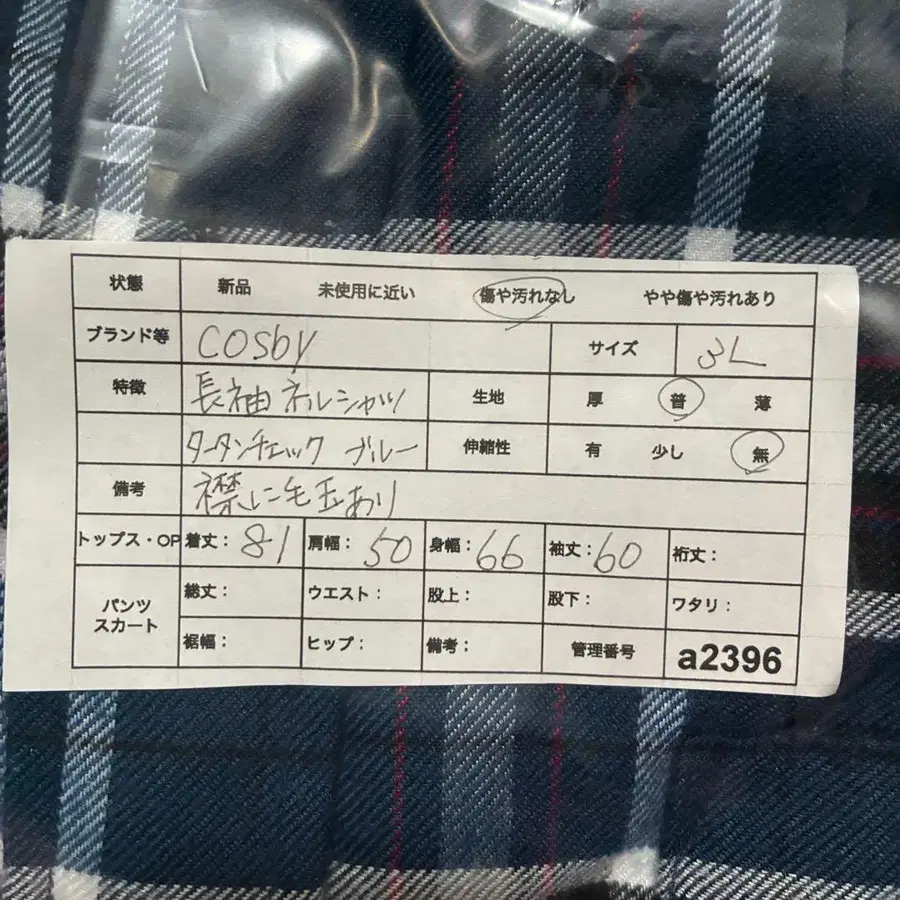 状態 新品 未使用に近い 傷や汚れなし やや傷や汚れあり
ブランド等 cosby サイズ 3L
特徴 長袖ネルシャツ 生地 厚 普 薄
タータンチェック ブルー 伸縮性 有 少し 無
備考 襟に毛玉あり
トップス・OP 着丈：81 肩幅：50 身幅：66 袖丈：60 裄丈：
パンツ スカート 総丈： ウエスト： 股上： 股下： ワタリ：
裾幅： ヒップ： 備考： 管理番号 a2396